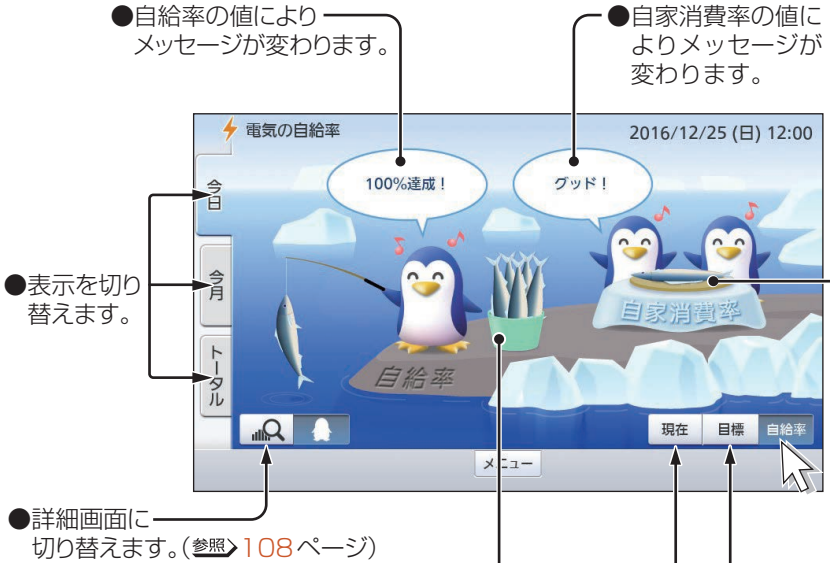 ●自給率の値により
メッセージが変わります。
●自家消費率の値に
よりメッセージが
変わります。
電気の自給率
2016/12/25 (日) 12:00
100%達成！
グッド！
今日
今月
トータル
●表示を切り
替えます。
自家消費率
自給率
現在
目標
自給率
メニュー
●詳細画面に
切り替えます。(参照 108ページ)